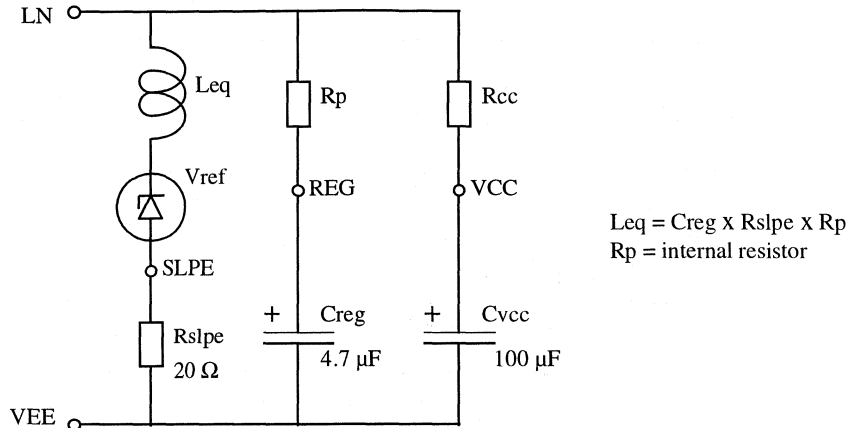 LN
Leq
Rp
Rcc
Vref
REG
VCC
Leq = Creg x Rslpe x Rp
Rp = internal resistor
SLPE
+ Creg
+ Cvcc
Rslpe
20 Ω
4.7 µF
100 µF
VEE